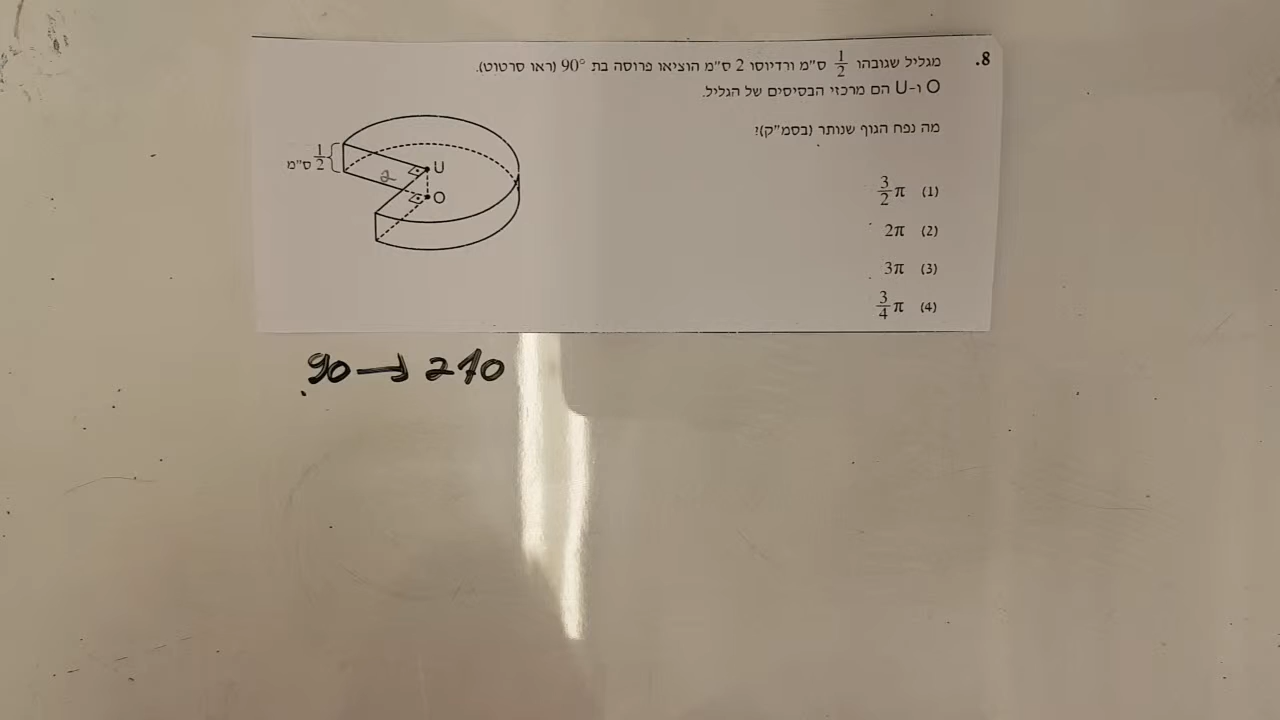 8. מגליל שגובהו 1/2 ס"מ ורדיוסו 2 ס"מ הוציאו פרוסה בת 90° (ראו סרטוט).
O ו-U הם מרכזי הבסיסים של הגליל.
מה נפח הגוף שנותר (בסמ"ק)?
(1) 3/2 π
(2) 2π
(3) 3π
(4) 3/4 π
1/2 ס"מ
U
2
O
90 → 270